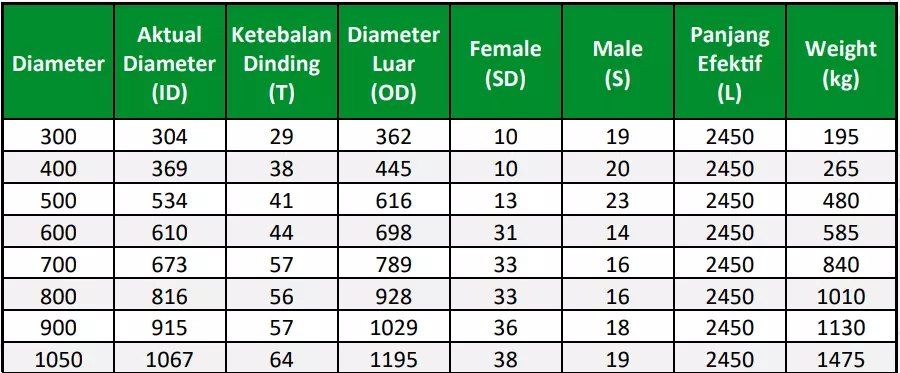 Diameter Aktual Diameter (ID) Ketebalan Dinding (T) Diameter Luar (OD) Female (SD) Male (S) Panjang Efektif (L) Weight (kg)
300 304 29 362 10 19 2450 195
400 369 38 445 10 20 2450 265
500 534 41 616 13 23 2450 480
600 610 44 698 31 14 2450 585
700 673 57 789 33 16 2450 840
800 816 56 928 33 16 2450 1010
900 915 57 1029 36 18 2450 1130
1050 1067 64 1195 38 19 2450 1475